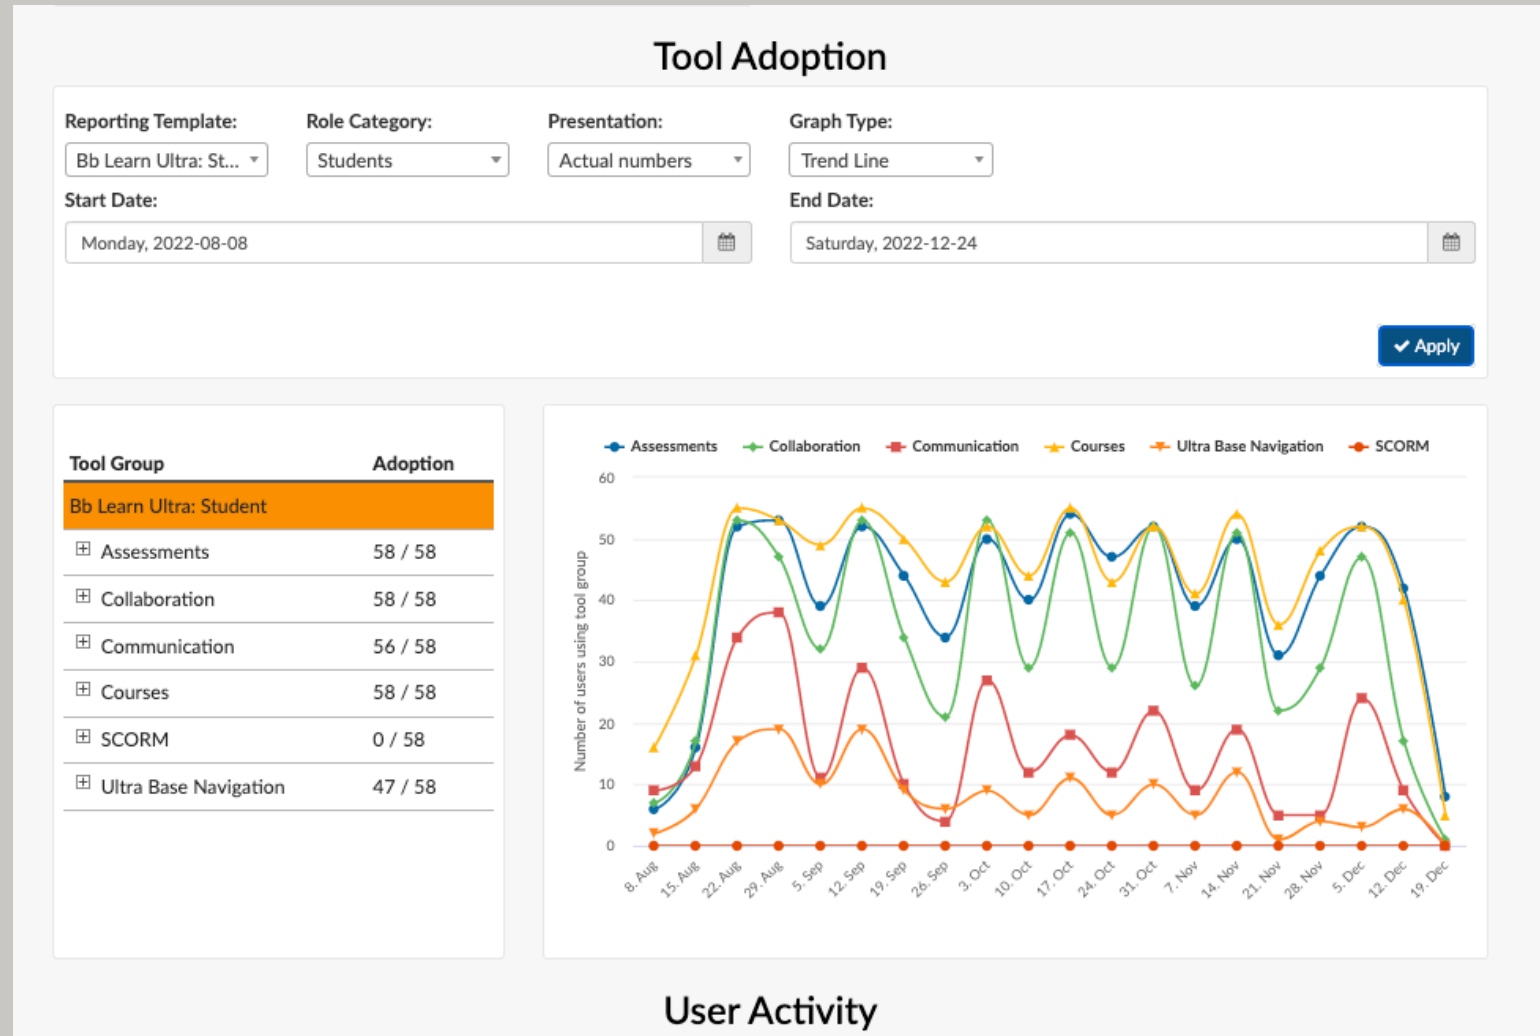 Tool Adoption
Reporting Template: Role Category: Presentation: Graph Type:
Bb Learn Ultra: St... Students Actual numbers Trend Line
Start Date: End Date:
Monday, 2022-08-08 Saturday, 2022-12-24
Apply
Tool Group Adoption
Bb Learn Ultra: Student
Assessments 58 / 58
Collaboration 58 / 58
Communication 56 / 58
Courses 58 / 58
SCORM 0 / 58
Ultra Base Navigation 47 / 58
Assessments Collaboration Communication Courses Ultra Base Navigation SCORM
Number of users using tool group
60
50
40
30
20
10
0
8. Aug 15. Aug 22. Aug 29. Aug 5. Sep 12. Sep 19. Sep 26. Sep 3. Oct 10. Oct 17. Oct 24. Oct 31. Oct 7. Nov 14. Nov 21. Nov 28. Nov 5. Dec 12. Dec 19. Dec
User Activity